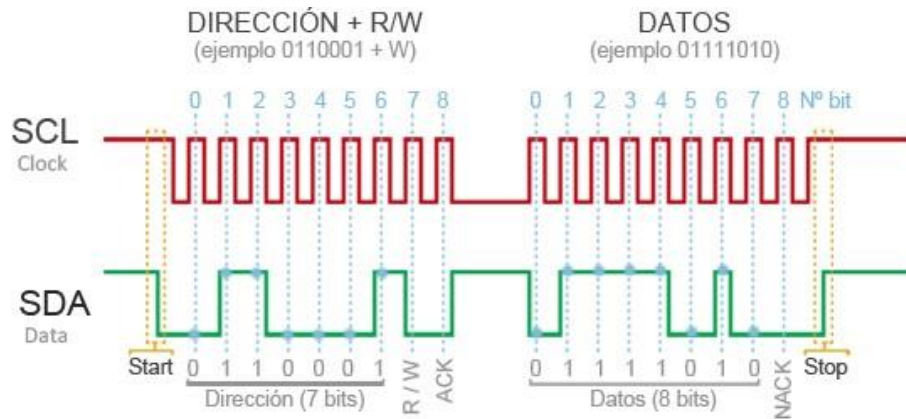 DIRECCIÓN + R/W
(ejemplo 0110001 + W)
DATOS
(ejemplo 01111010)
0 1 2 3 4 5 6 7 8
0 1 2 3 4 5 6 7 8 Nº bit
SCL
Clock
SDA
Data
Start
0 1 1 0 0 0 1
R / W
ACK
Dirección (7 bits)
0 1 1 1 1 0 1 0
NACK
Datos (8 bits)
Stop